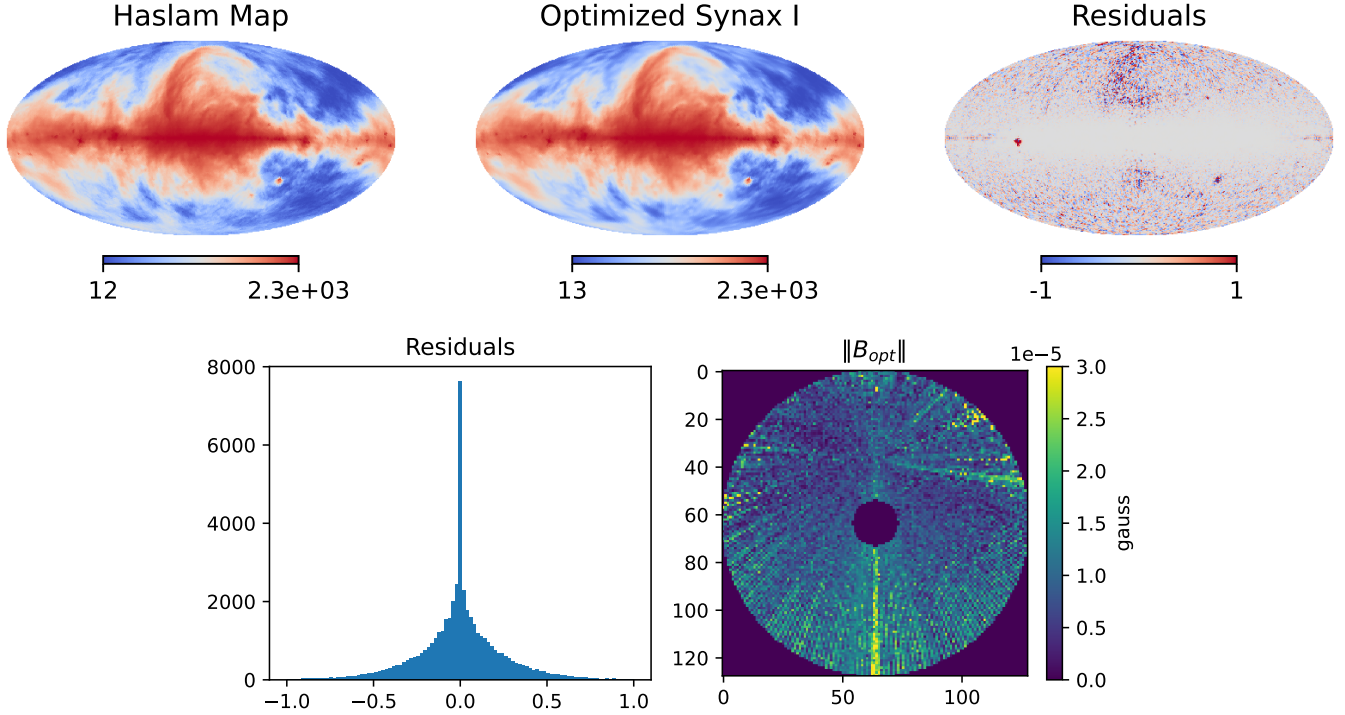 Haslam Map
Optimized Synax I
Residuals
12 2.3e+03
13 2.3e+03
-1 1
Residuals
8000
6000
4000
2000
0
−1.0 −0.5 0.0 0.5 1.0
‖B_opt‖
1e−5
0
20
40
60
80
100
120
0 50 100
3.0
2.5
2.0
1.5
1.0
0.5
0.0
gauss